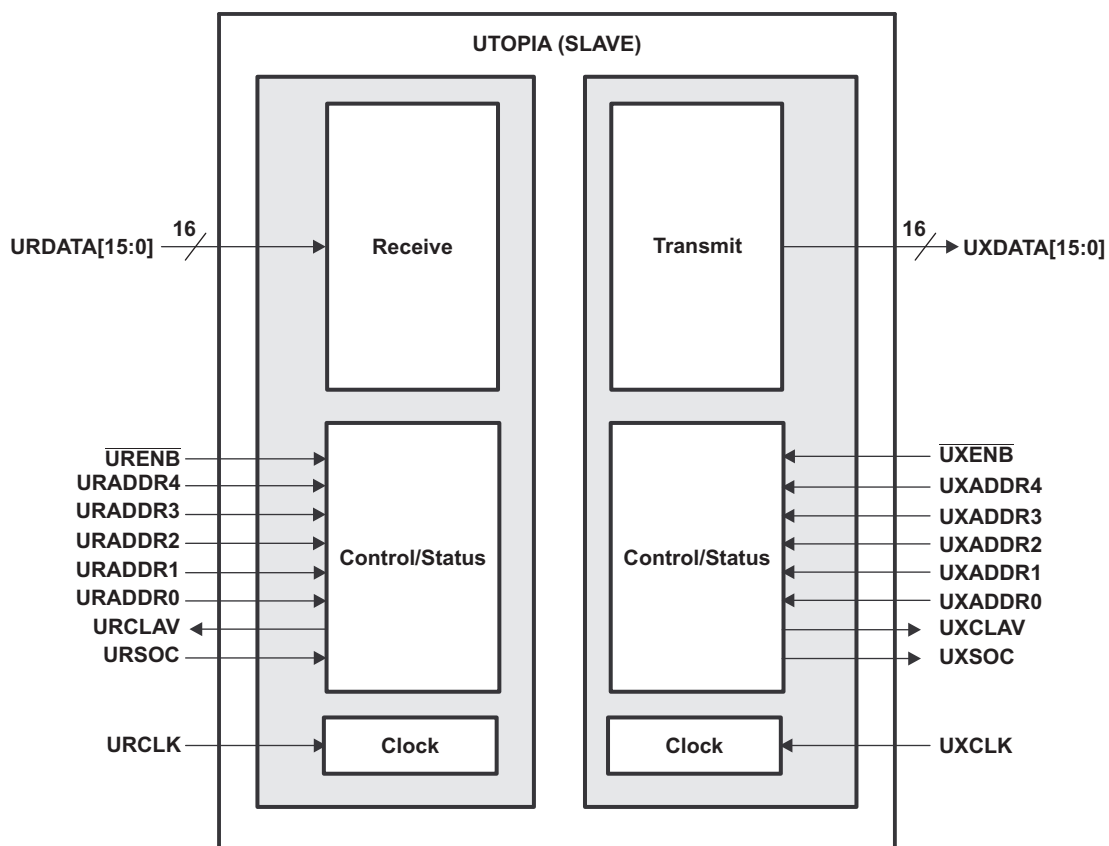 UTOPIA (SLAVE)
16
URDATA[15:0]
Receive
Transmit
16
UXDATA[15:0]
URENB
URADDR4
URADDR3
URADDR2
URADDR1
URADDR0
URCLAV
URSOC
Control/Status
Control/Status
UXENB
UXADDR4
UXADDR3
UXADDR2
UXADDR1
UXADDR0
UXCLAV
UXSOC
URCLK
Clock
Clock
UXCLK